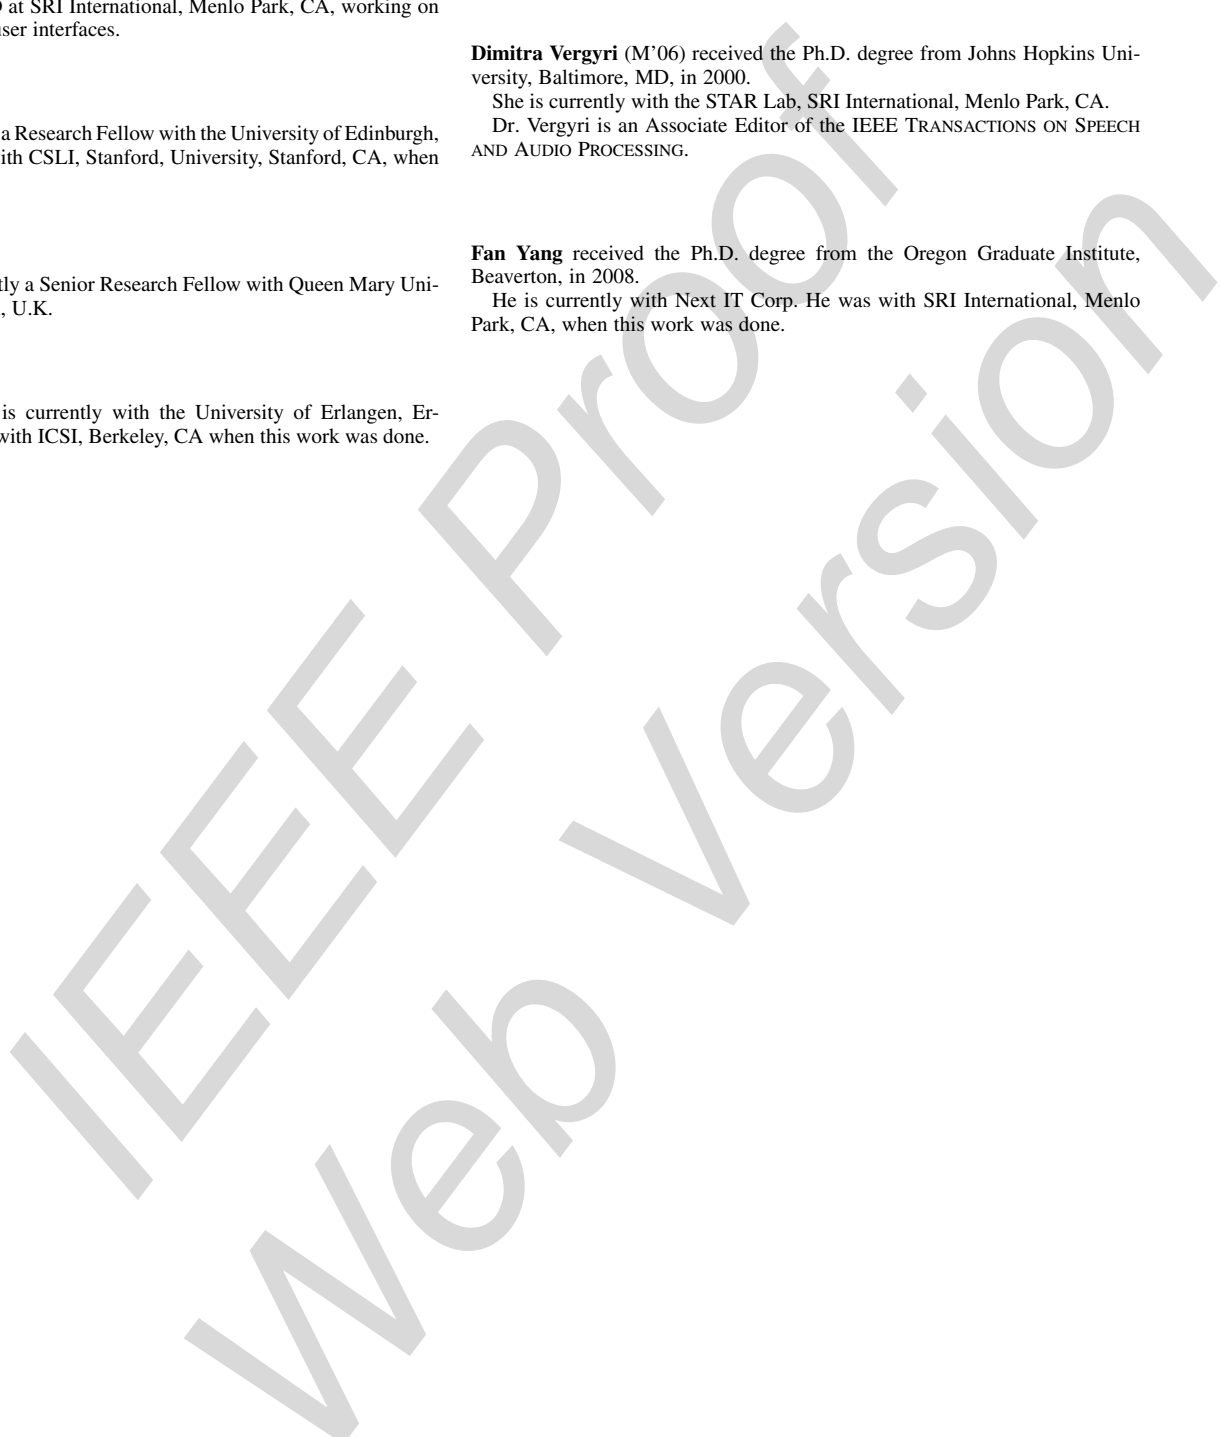 at SRI International, Menlo Park, CA, working on
ser interfaces.
a Research Fellow with the University of Edinburgh,
ith CSLI, Stanford, University, Stanford, CA, when
tly a Senior Research Fellow with Queen Mary Uni-
, U.K.
is currently with the University of Erlangen, Er-
with ICSI, Berkeley, CA when this work was done.
Dimitra Vergyri (M'06) received the Ph.D. degree from Johns Hopkins Uni-
versity, Baltimore, MD, in 2000.
She is currently with the STAR Lab, SRI International, Menlo Park, CA.
Dr. Vergyri is an Associate Editor of the IEEE TRANSACTIONS ON SPEECH
AND AUDIO PROCESSING.
Fan Yang received the Ph.D. degree from the Oregon Graduate Institute,
Beaverton, in 2008.
He is currently with Next IT Corp. He was with SRI International, Menlo
Park, CA, when this work was done.
IEEE Proof
Web Version